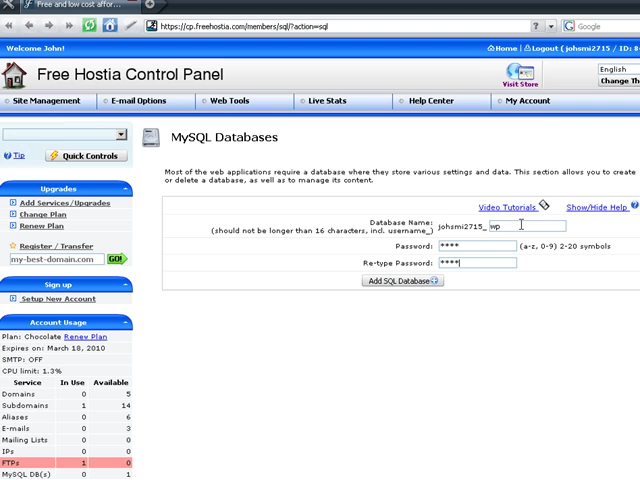 Free and low cost affor...
https://cp.freehostia.com/members/sql/?action=sql
?
Google
Welcome John!
Home | Logout ( johsmi2715 / ID: 8
Free Hostia Control Panel
Visit Store
English
Change Th
Site Management
E-mail Options
Web Tools
Live Stats
Help Center
My Account
MySQL Databases
? Tip
Quick Controls
Most of the web applications require a database where they store various settings and data. This section allows you to create
or delete a database, as well as to manage its content.
Upgrades
Add Services/Upgrades
Change Plan
Renew Plan
Register / Transfer
my-best-domain.com GO!
Sign up
Setup New Account
Video Tutorials
Show/Hide Help ?
Database Name:
(should not be longer than 16 characters, incl. username_)
johsmi2715_ wp
Password: **** (a-z, 0-9) 2-20 symbols
Re-type Password: ****
Add SQL Database
Account Usage
Plan: Chocolate Renew Plan
Expires on: March 18, 2010
SMTP: OFF
CPU limit: 1.3%
Service In Use Available
Domains 0 5
Subdomains 1 14
Aliases 0 6
E-mails 0 3
Mailing Lists 0 0
IPs 0 0
FTPs 1 0
MySQL DB(s) 0 1